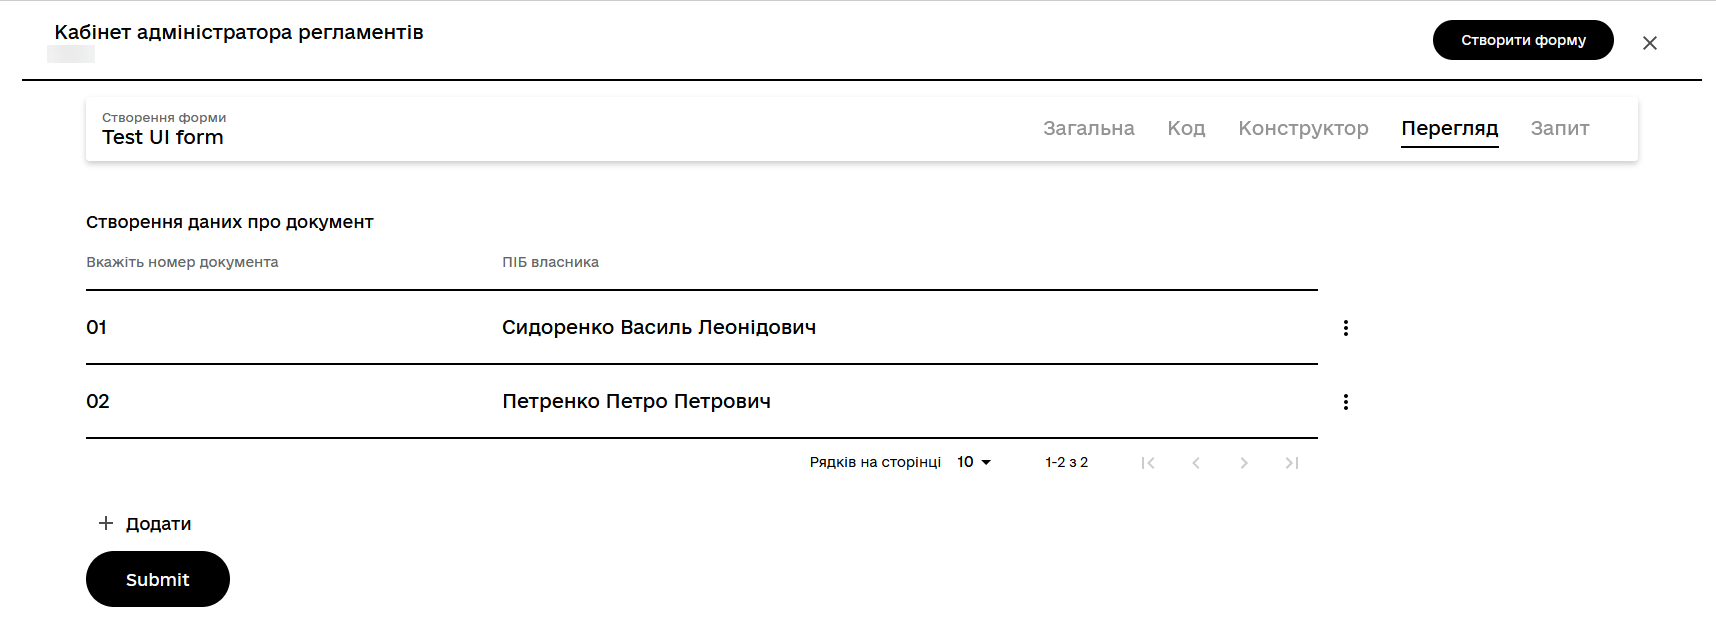 Кабінет адміністратора регламентів
Створити форму
Створення форми
Test UI form
Загальна Код Конструктор Перегляд Запит
Створення даних про документ
Вкажіть номер документа ПІБ власника
01 Сидоренко Василь Леонідович
02 Петренко Петро Петрович
Рядків на сторінці 10 1-2 з 2
Додати
Submit